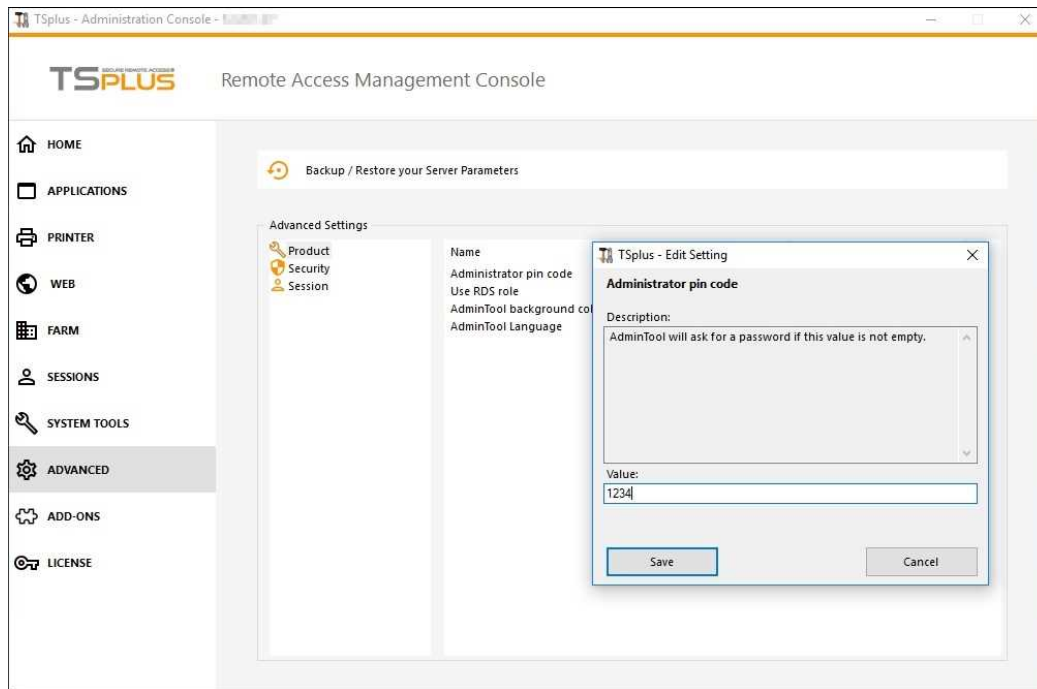 TSplus - Administration Console -
SECURE REMOTE ACCESS
TSPLUS
Remote Access Management Console
HOME
APPLICATIONS
PRINTER
WEB
FARM
SESSIONS
SYSTEM TOOLS
ADVANCED
ADD-ONS
LICENSE
Backup / Restore your Server Parameters
Advanced Settings
Product
Security
Session
Name
Administrator pin code
Use RDS role
AdminTool background col
AdminTool Language
TSplus - Edit Setting
Administrator pin code
Description:
AdminTool will ask for a password if this value is not empty.
Value:
1234
Save
Cancel